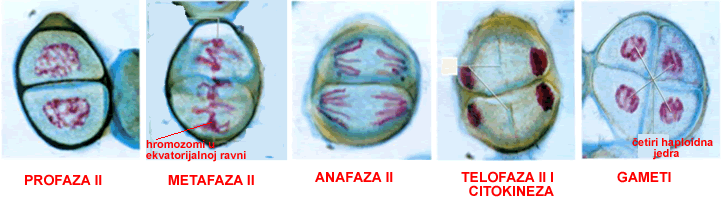 hromozomi u
ekvatorijalnoj ravni
četiri haploidna
jedra
PROFAZA II
METAFAZA II
ANAFAZA II
TELOFAZA II I
CITOKINEZA
GAMETI